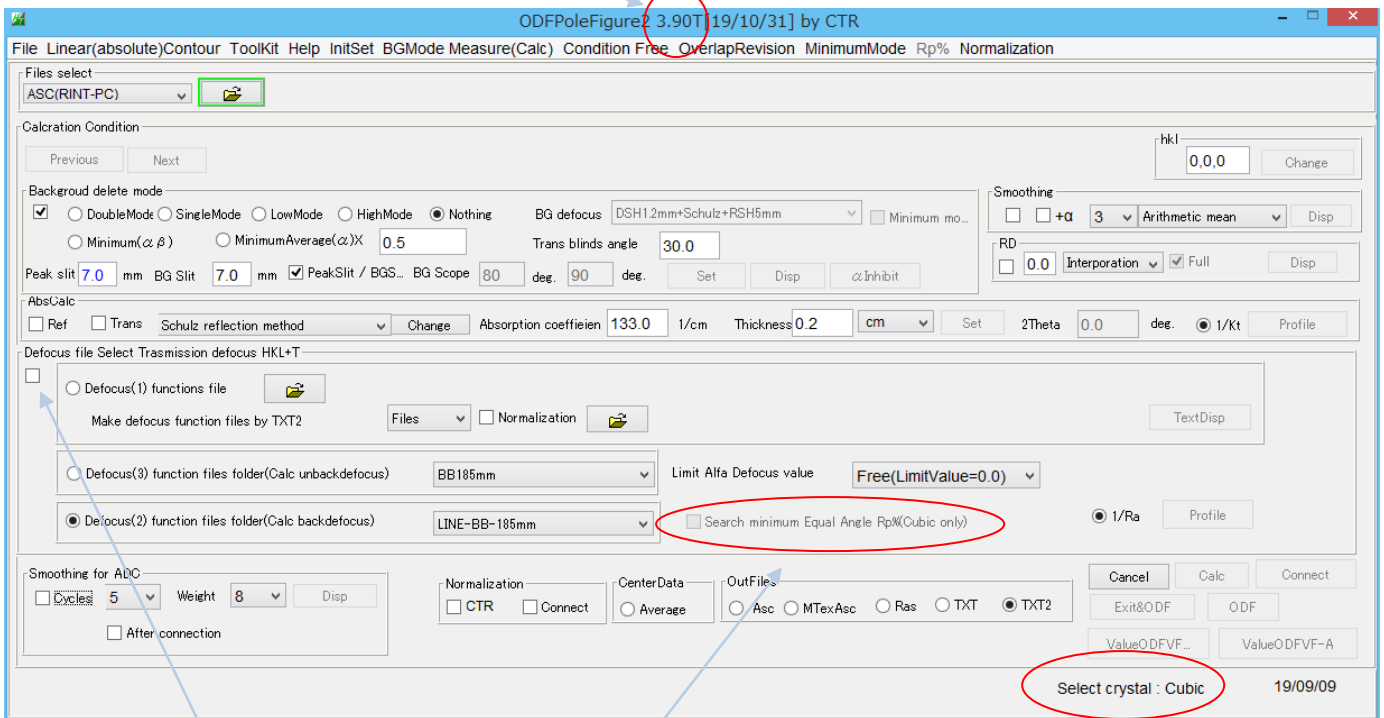 ODFPoleFigure2 3.90T[19/10/31] by CTR
File Linear(absolute)Contour ToolKit Help InitSet BGMode Measure(Calc) Condition Free OverlapRevision MinimumMode Rp% Normalization
Files select
ASC(RINT-PC)
Calcration Condition
Previous Next
hkl
0,0,0 Change
Backgroud delete mode
DoubleMode SingleMode LowMode HighMode Nothing BG defocus DSH1.2mm+Schulz+RSH5mm Minimum mo...
Minimum(αβ) MinimumAverage(α)X 0.5 Trans blinds angle 30.0
Peak slit 7.0 mm BG Slit 7.0 mm PeakSlit / BGS... BG Scope 80 deg. 90 deg. Set Disp αInhibit
Smoothing
+α 3 Arithmetic mean Disp
RD
0.0 Interporation Full Disp
AbsCalc
Ref Trans Schulz reflection method Change Absorption coeffieien 133.0 1/cm Thickness 0.2 cm Set 2Theta 0.0 deg. 1/Kt Profile
Defocus file Select Trasmission defocus HKL+T
Defocus(1) functions file
Make defocus function files by TXT2 Files Normalization TextDisp
Defocus(3) function files folder(Calc unbackdefocus) BB185mm Limit Alfa Defocus value Free(LimitValue=0.0)
Defocus(2) function files folder(Calc backdefocus) LINE-BB-185mm Search minimum Equal Angle Rp%(Cubic only) 1/Ra Profile
Smoothing for ADC
Cycles 5 Weight 8 Disp
After connection
Normalization
CTR Connect
CenterData
Average
OutFiles
Asc MTexAsc Ras TXT TXT2
Cancel Calc Connect
Exit&ODF ODF
ValueODFVF... ValueODFVF-A
Select crystal : Cubic 19/09/09